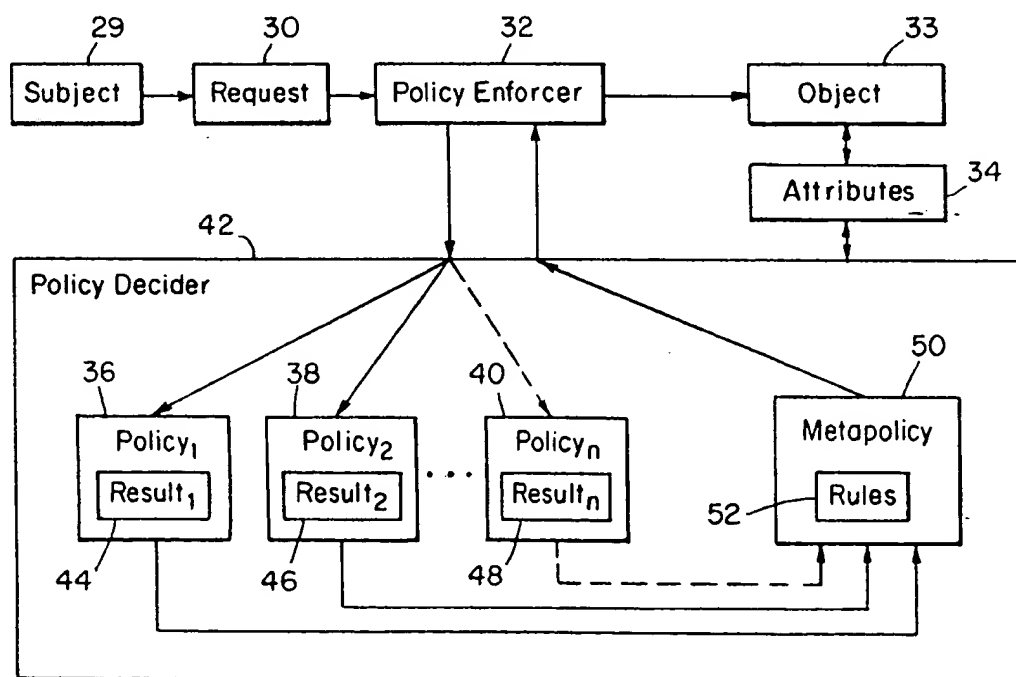 29
30
32
33
Subject
Request
Policy Enforcer
Object
Attributes
34
42
Policy Decider
36
38
40
50
Policy1
Policy2
...
Policyn
Metapolicy
Result1
Result2
Resultn
52
Rules
44
46
48